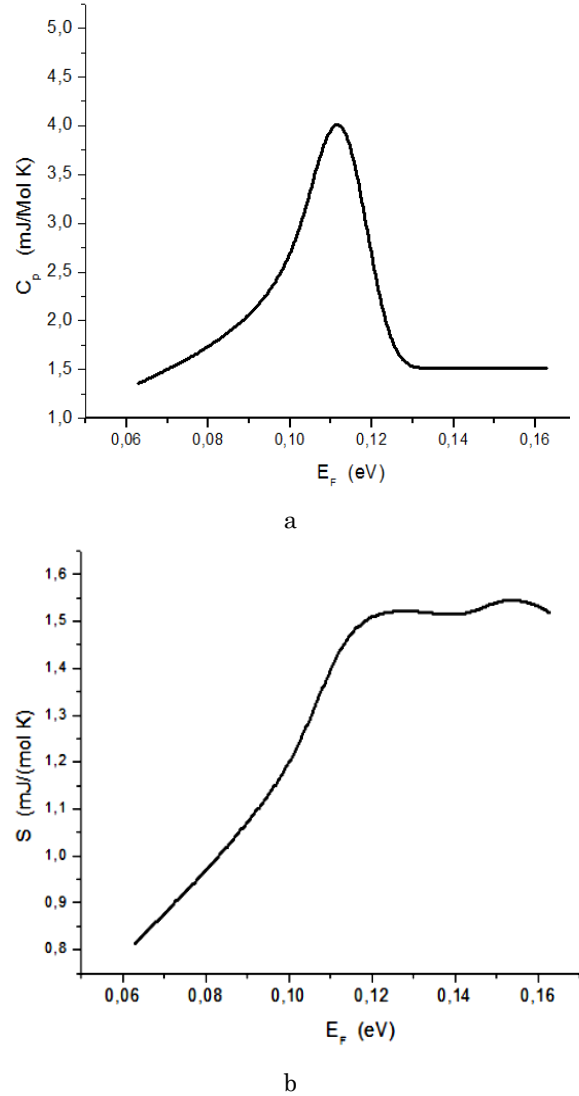 5,0
4,5
4,0
3,5
3,0
2,5
2,0
1,5
1,0
C_p (mJ/Mol K)
0,06 0,08 0,10 0,12 0,14 0,16
E_F (eV)
a
1,6
1,5
1,4
1,3
1,2
1,1
1,0
0,9
0,8
S (mJ/(mol K)
0,06 0,08 0,10 0,12 0,14 0,16
E_F (eV)
b